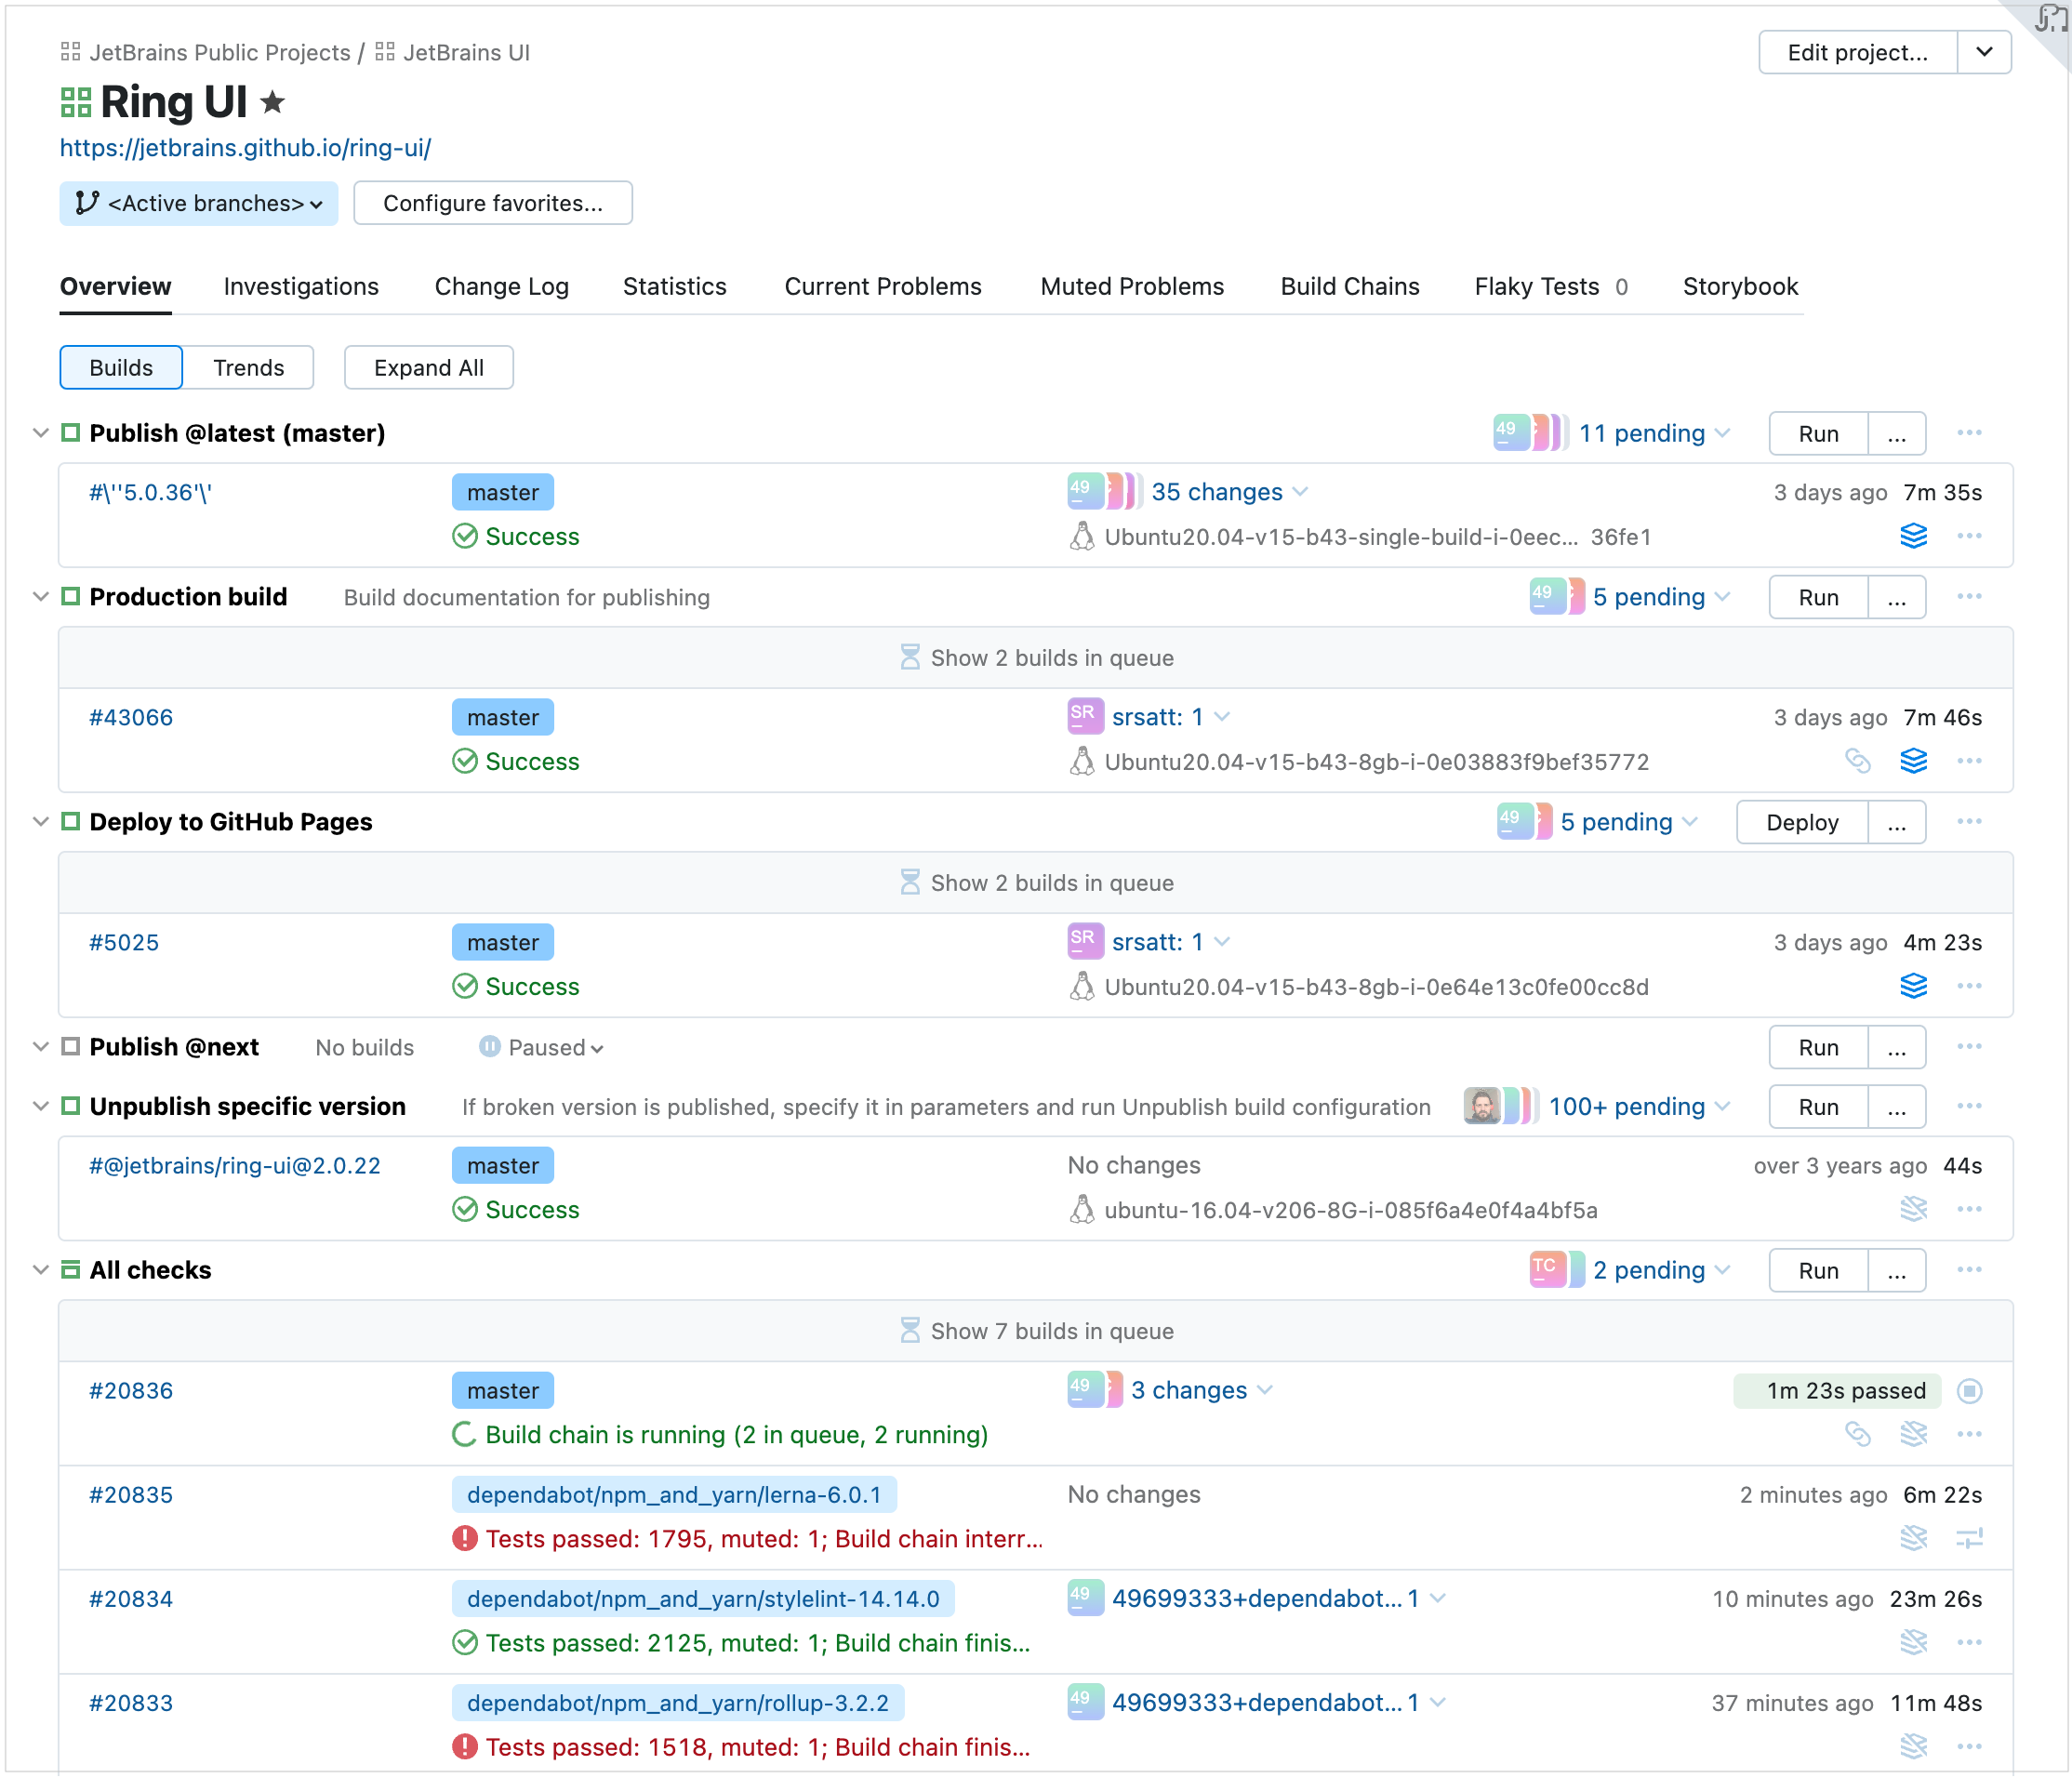 JetBrains Public Projects / JetBrains UI
Edit project...
Ring UI
https://jetbrains.github.io/ring-ui/
<Active branches> Configure favorites...
Overview Investigations Change Log Statistics Current Problems Muted Problems Build Chains Flaky Tests 0 Storybook
Builds Trends Expand All
Publish @latest (master) 49 11 pending Run ...
#\''5.0.36'\' master 49 35 changes 3 days ago 7m 35s
Success Ubuntu20.04-v15-b43-single-build-i-0eec... 36fe1
Production build Build documentation for publishing 49 5 pending Run ...
Show 2 builds in queue
#43066 master SR srsatt: 1 3 days ago 7m 46s
Success Ubuntu20.04-v15-b43-8gb-i-0e03883f9bef35772
Deploy to GitHub Pages 49 5 pending Deploy ...
Show 2 builds in queue
#5025 master SR srsatt: 1 3 days ago 4m 23s
Success Ubuntu20.04-v15-b43-8gb-i-0e64e13c0fe00cc8d
Publish @next No builds Paused Run ...
Unpublish specific version If broken version is published, specify it in parameters and run Unpublish build configuration 100+ pending Run ...
#@jetbrains/ring-ui@2.0.22 master No changes over 3 years ago 44s
Success ubuntu-16.04-v206-8G-i-085f6a4e0f4a4bf5a
All checks TC 2 pending Run ...
Show 7 builds in queue
#20836 master 49 3 changes 1m 23s passed
Build chain is running (2 in queue, 2 running)
#20835 dependabot/npm_and_yarn/lerna-6.0.1 No changes 2 minutes ago 6m 22s
Tests passed: 1795, muted: 1; Build chain interr...
#20834 dependabot/npm_and_yarn/stylelint-14.14.0 49 49699333+dependabot... 1 10 minutes ago 23m 26s
Tests passed: 2125, muted: 1; Build chain finis...
#20833 dependabot/npm_and_yarn/rollup-3.2.2 49 49699333+dependabot... 1 37 minutes ago 11m 48s
Tests passed: 1518, muted: 1; Build chain finis...